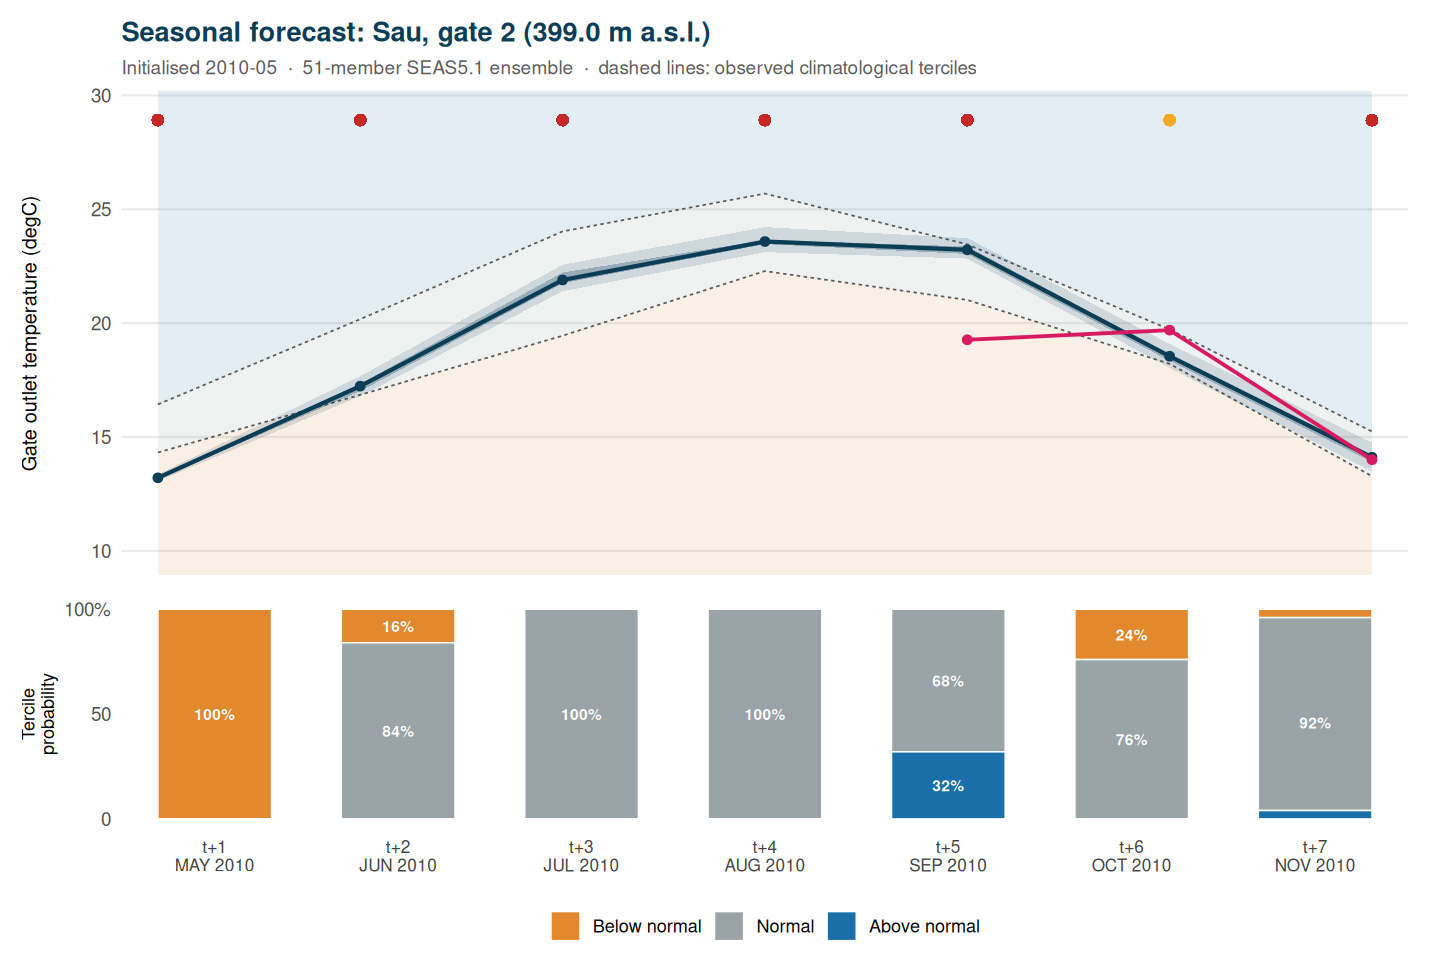 Seasonal forecast: Sau, gate 2 (399.0 m a.s.l.)
Initialised 2010-05 · 51-member SEAS5.1 ensemble · dashed lines: observed climatological terciles
Gate outlet temperature (degC)
30
25
20
15
10
Tercile
probability
100%
50
0
100%
16%
84%
100%
100%
68%
32%
24%
76%
92%
t+1
MAY 2010
t+2
JUN 2010
t+3
JUL 2010
t+4
AUG 2010
t+5
SEP 2010
t+6
OCT 2010
t+7
NOV 2010
Below normal
Normal
Above normal